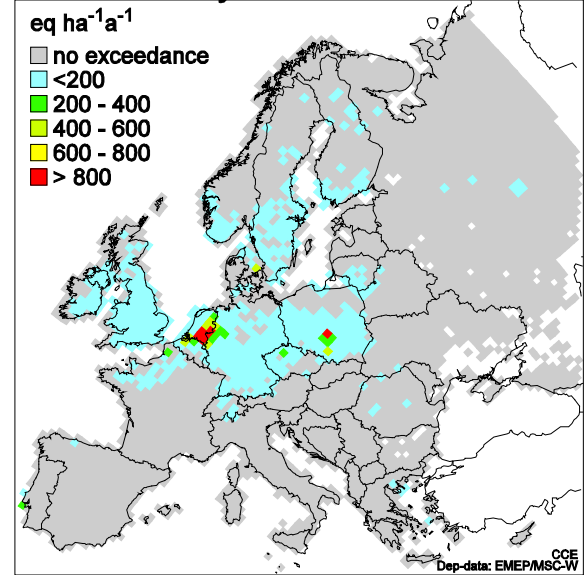 eq ha⁻¹a⁻¹
no exceedance
<200
200 - 400
400 - 600
600 - 800
> 800
CCE
Dep-data: EMEP/MSC-W